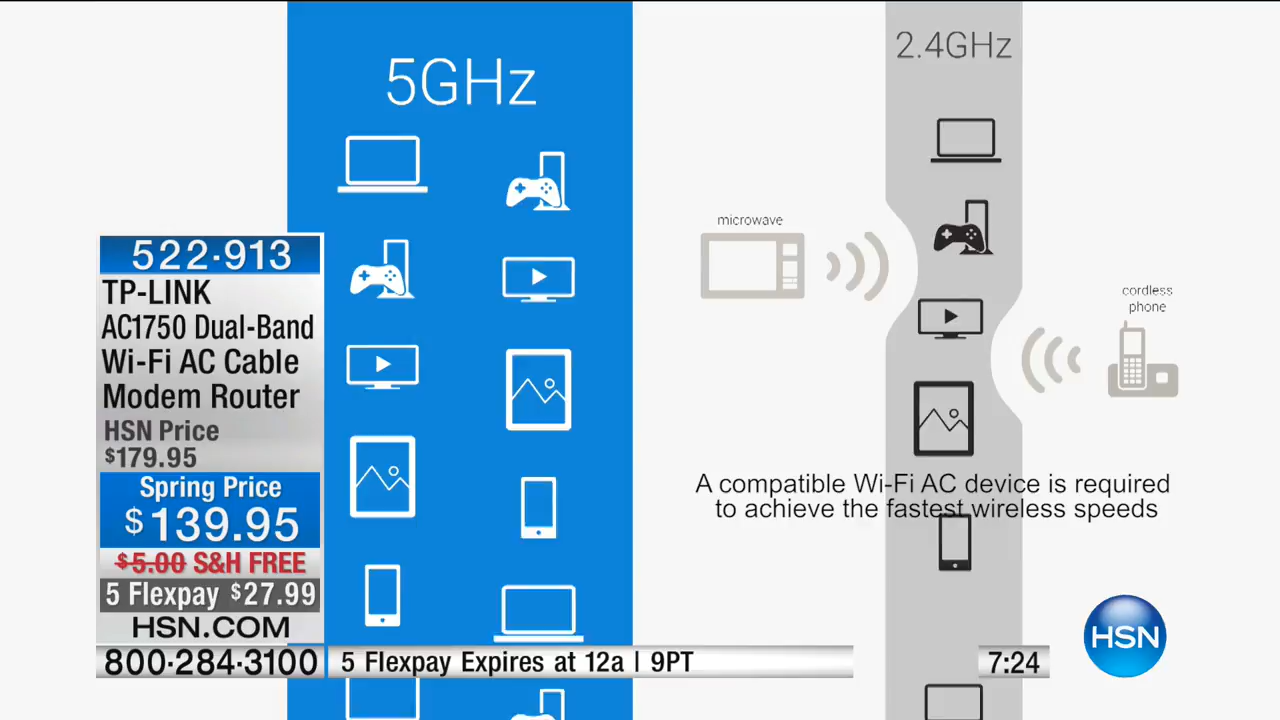 5GHz
2.4GHz
microwave
cordless
phone
A compatible Wi-Fi AC device is required
to achieve the fastest wireless speeds
522·913
TP-LINK
AC1750 Dual-Band
Wi-Fi AC Cable
Modem Router
HSN Price
$179.95
Spring Price
$139.95
$5.00 S&H FREE
5 Flexpay $27.99
HSN.COM
800·284·3100
5 Flexpay Expires at 12a | 9PT
7:24
HSN